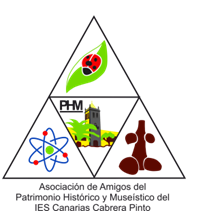 PHM
Asociación de Amigos del
Patrimonio Histórico y Museístico del
IES Canarias Cabrera Pinto